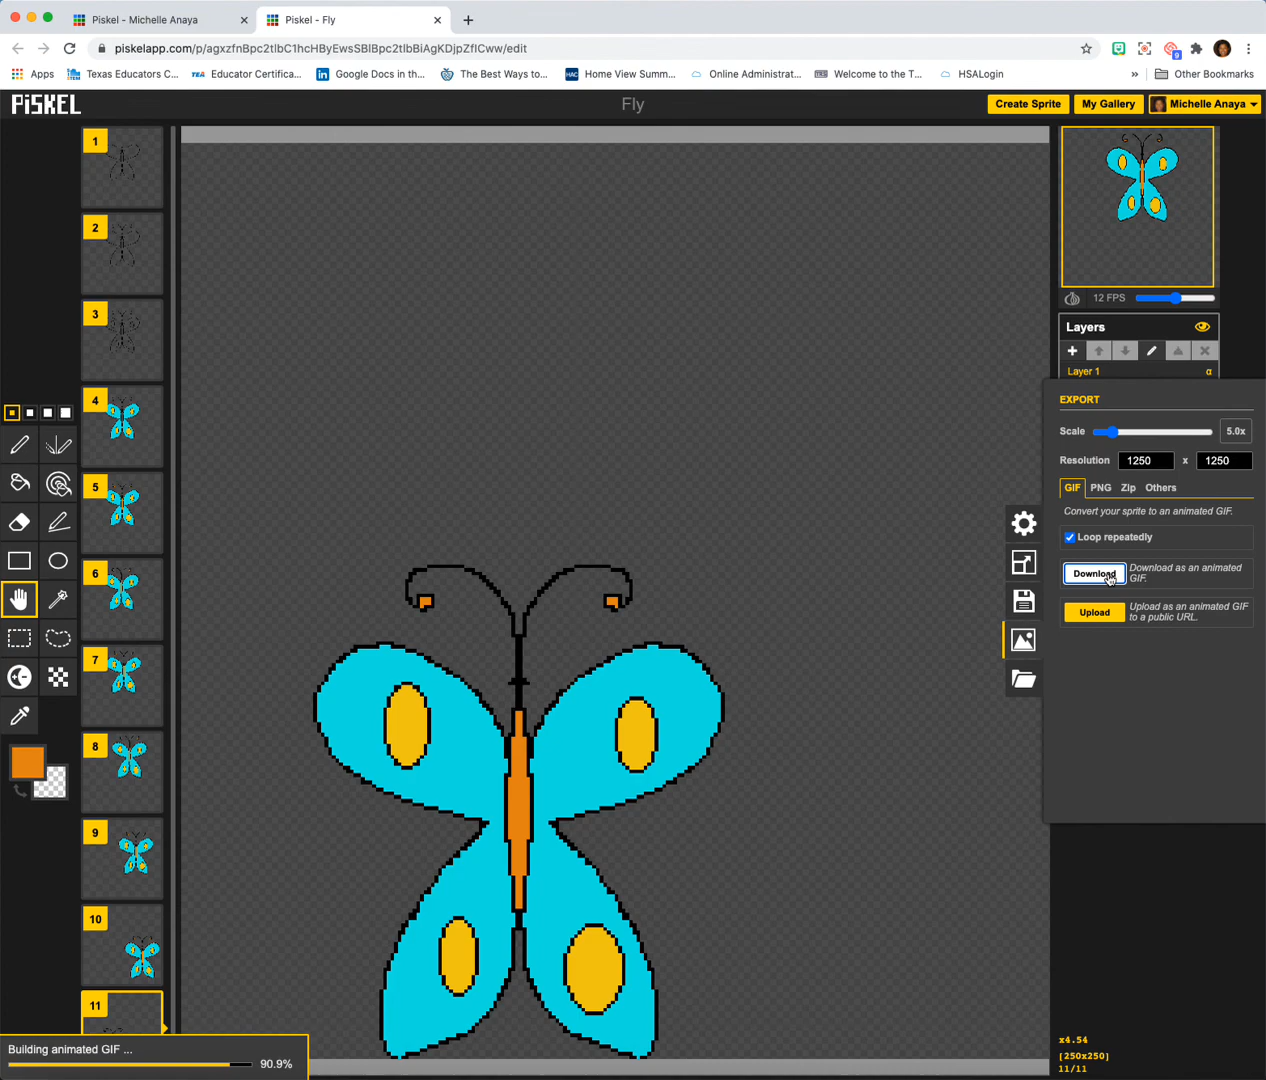 Piskel - Michelle Anaya
Piskel - Fly
piskelapp.com/p/agxzfnBpc2tlbC1hcHByEwsSBlBpc2tlbBiAgKDjpZflCww/edit
9
Apps
Texas Educators C...
TEA
Educator Certifica...
in
Google Docs in th...
The Best Ways to...
HAC
Home View Summ...
Online Administrat...
Welcome to the T...
HSALogin
»
Other Bookmarks
PiSKEL
Fly
Create Sprite
My Gallery
Michelle Anaya
1
2
3
4
5
6
7
8
9
10
11
12 FPS
Layers
Layer 1
α
EXPORT
Scale
5.0x
Resolution
1250 x 1250
GIF PNG Zip Others
Convert your sprite to an animated GIF.
Loop repeatedly
Download
Download as an animated
GIF.
Upload
Upload as an animated GIF
to a public URL.
Building animated GIF ...
90.9%
x4.54
[250x250]
11/11